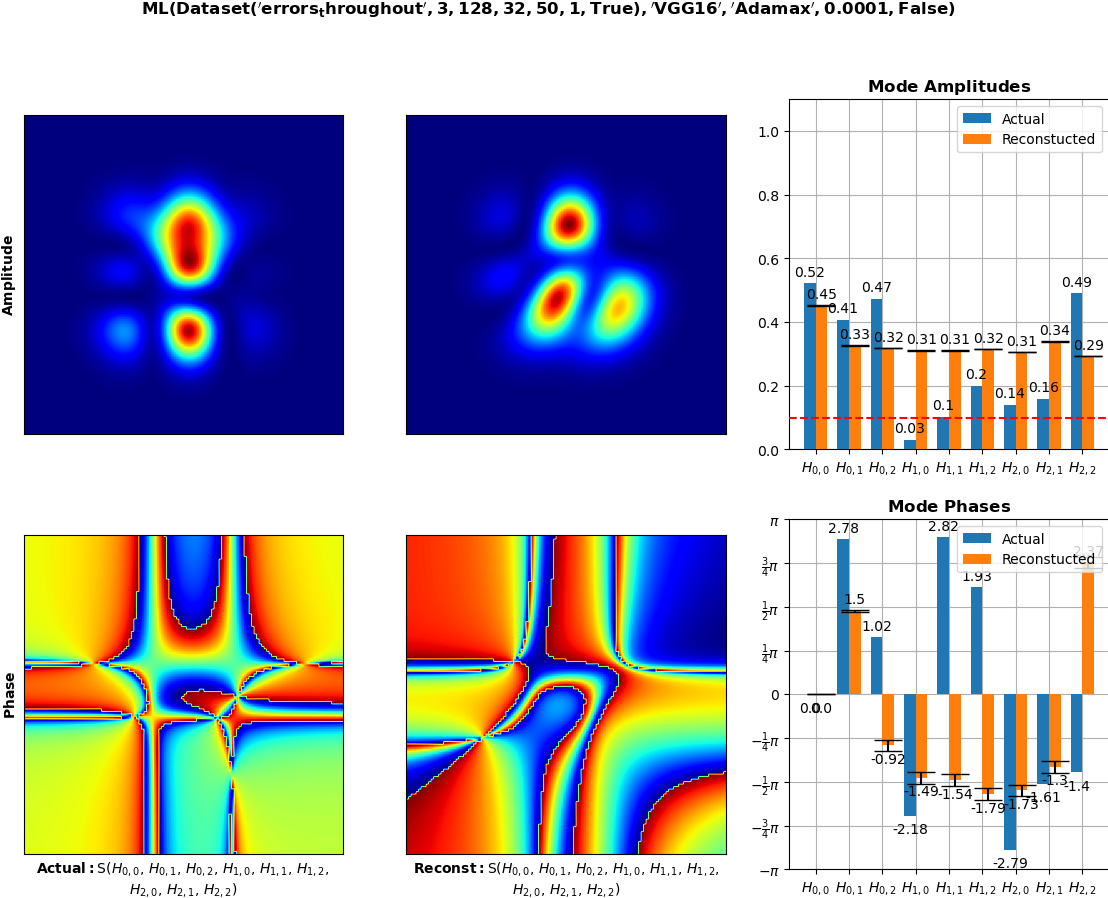 ML(Dataset('errors_throughout', 3, 128, 32, 50, 1, True), 'VGG16', 'Adamax', 0.0001, False)
Amplitude
Mode Amplitudes
Actual
Reconstucted
1.0
0.8
0.6
0.4
0.2
0.0
0.52
0.45
0.41
0.33
0.47
0.32
0.03
0.31
0.1
0.31
0.2
0.32
0.14
0.31
0.16
0.34
0.49
0.29
H0,0 H0,1 H0,2 H1,0 H1,1 H1,2 H2,0 H2,1 H2,2
Phase
Mode Phases
Actual
Reconstucted
π
3/4π
1/2π
1/4π
0
−1/4π
−1/2π
−3/4π
−π
0.0
0.0
2.78
1.5
1.02
-0.92
-2.18
-1.49
2.82
-1.54
1.93
-1.79
-2.79
-1.73
-1.61
-1.3
-1.4
2.37
H0,0 H0,1 H0,2 H1,0 H1,1 H1,2 H2,0 H2,1 H2,2
Actual: S(H0,0, H0,1, H0,2, H1,0, H1,1, H1,2,
H2,0, H2,1, H2,2)
Reconst: S(H0,0, H0,1, H0,2, H1,0, H1,1, H1,2,
H2,0, H2,1, H2,2)